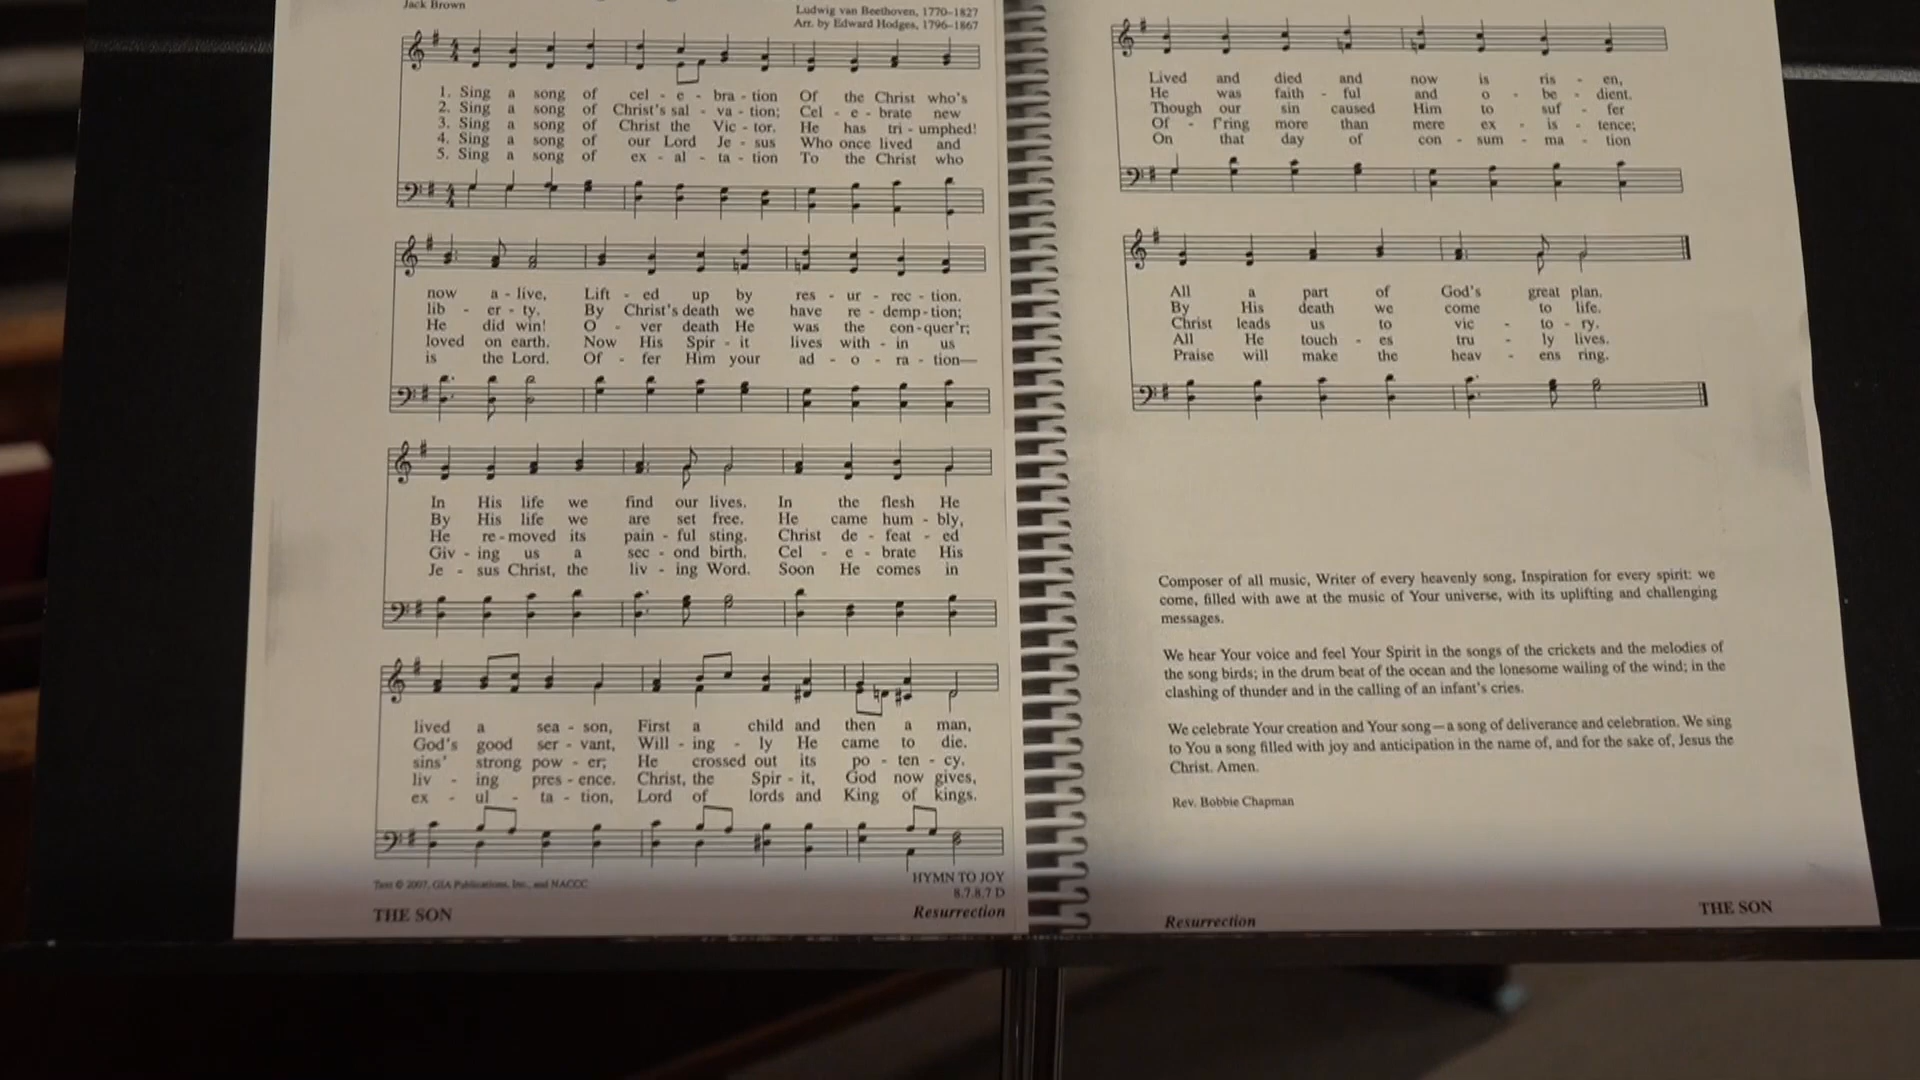 Jack Brown
Ludwig van Beethoven, 1770–1827
Arr. by Edward Hodges, 1796–1867
1. Sing a song of cel - e - bra - tion Of the Christ who's
2. Sing a song of Christ's sal - va - tion; Cel - e - brate new
3. Sing a song of Christ the Vic - tor. He has tri - umphed!
4. Sing a song of our Lord Je - sus Who once lived and
5. Sing a song of ex - al - ta - tion To the Christ who
now a - live, Lift - ed up by res - ur - rec - tion.
lib - er - ty. By Christ's death we have re - demp - tion;
He did win! O - ver death He was the con - quer'r;
loved on earth. Now His Spir - it lives with - in us
is the Lord. Of - fer Him your ad - o - ra - tion—
In His life we find our lives. In the flesh He
By His life we are set free. He came hum - bly,
He re - moved its pain - ful sting. Christ de - feat - ed
Giv - ing us a sec - ond birth. Cel - e - brate His
Je - sus Christ, the liv - ing Word. Soon He comes in
lived a sea - son, First a child and then a man,
God's good ser - vant, Will - ing - ly He came to die.
sins' strong pow - er; He crossed out its po - ten - cy.
liv - ing pres - ence. Christ, the Spir - it, God now gives,
ex - ul - ta - tion, Lord of lords and King of kings.
Text © 2007, GIA Publications, Inc., and NACCC
HYMN TO JOY
8.7.8.7 D
THE SON
Resurrection
Lived and died and now is ris - en,
He was faith - ful and o - be - dient.
Though our sin caused Him to suf - fer
Of - f'ring more than mere ex - is - tence;
On that day of con - sum - ma - tion
All a part of God's great plan.
By His death we come to life.
Christ leads us to vic - to - ry.
All He touch - es tru - ly lives.
Praise will make the heav - ens ring.
Composer of all music, Writer of every heavenly song, Inspiration for every spirit: we
come, filled with awe at the music of Your universe, with its uplifting and challenging
messages.
We hear Your voice and feel Your Spirit in the songs of the crickets and the melodies of
the song birds; in the drum beat of the ocean and the lonesome wailing of the wind; in the
clashing of thunder and in the calling of an infant's cries.
We celebrate Your creation and Your song—a song of deliverance and celebration. We sing
to You a song filled with joy and anticipation in the name of, and for the sake of, Jesus the
Christ. Amen.
Rev. Bobbie Chapman
Resurrection
THE SON